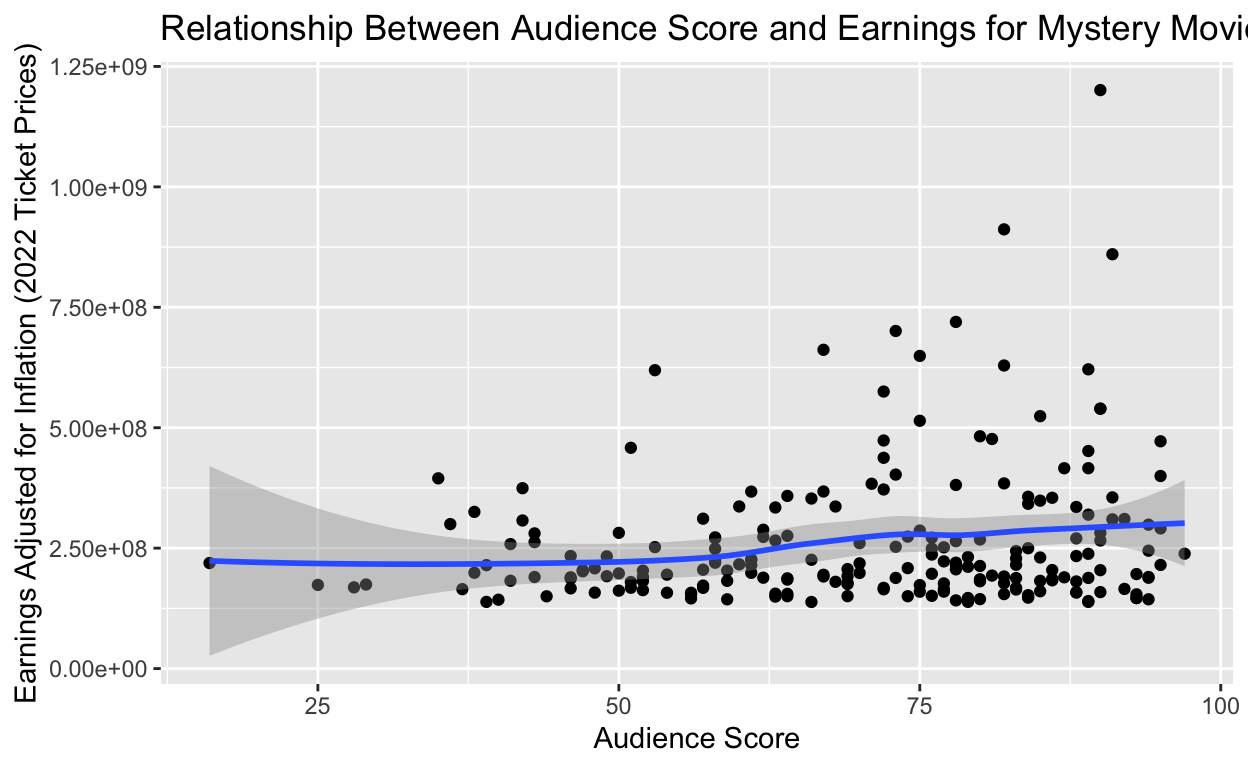 Relationship Between Audience Score and Earnings for Mystery Movi
Earnings Adjusted for Inflation (2022 Ticket Prices)
1.25e+09
1.00e+09
7.50e+08
5.00e+08
2.50e+08
0.00e+00
25 50 75 100
Audience Score